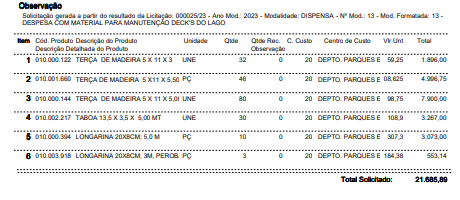 Observação
Solicitação gerada a partir do resultado da Licitação: 000025/23 - Ano Mod.: 2023 - Modalidade: DISPENSA - Nº Mod.: 13 - Mod. Formatada: 13 -
DESPESA COM MATERIAL PARA MANUTENÇÃO DECK'S DO LAGO
Item Cód. Produto Descrição do Produto Unidade Qtde Qtde Rec. C. Custo Centro de Custo Vlr Unt Total
Descrição Detalhada do Produto Observação
1 010.000.122 TERÇA DE MADEIRA 5 X 11 X 3 UNE 32 0 20 DEPTO. PARQUES E 59,25 1.896,00
2 010.001.660 TERÇA DE MADEIRA 5X11 X 5,50 PÇ 46 0 20 DEPTO. PARQUES E 08,625 4.996,75
3 010.000.144 TERÇAS DE MADEIRA 5 X 11 X 5,00 UNE 80 0 20 DEPTO. PARQUES E 98,75 7.900,00
4 010.002.217 TABOA 13,5 X 3,5 X 5,00 MT UNE 30 0 20 DEPTO. PARQUES E 108,9 3.267,00
5 010.000.394 LONGARINA 20X8CM; 5,0 M PÇ 10 0 20 DEPTO. PARQUES E 307,3 3.073,00
6 010.003.918 LONGARINA 20X8CM; 3M, PEROB. PÇ 3 0 20 DEPTO. PARQUES E 184,38 553,14
Total Solicitado: 21.685,89